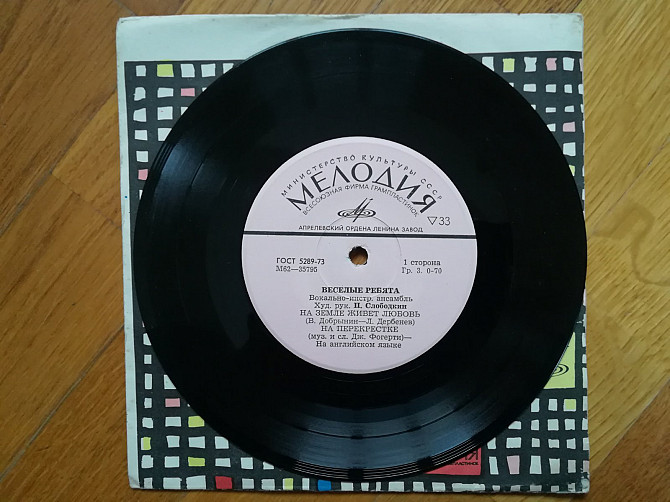 МИНИСТЕРСТВО КУЛЬТУРЫ СССР
МЕЛОДИЯ
ВСЕСОЮЗНАЯ ФИРМА ГРАМПЛАСТИНОК
▽33
АПРЕЛЕВСКИЙ ОРДЕНА ЛЕНИНА ЗАВОД
ГОСТ 5289-73
М62—35795
1 сторона
Гр. 3. 0-70
ВЕСЕЛЫЕ РЕБЯТА
Вокально-инстр. ансамбль
Худ. рук. П. Слободкин
НА ЗЕМЛЕ ЖИВЕТ ЛЮБОВЬ
(В. Добрынин—Л. Дербенев)
НА ПЕРЕКРЕСТКЕ
(муз. и сл. Дж. Фогерти)—
На английском языке